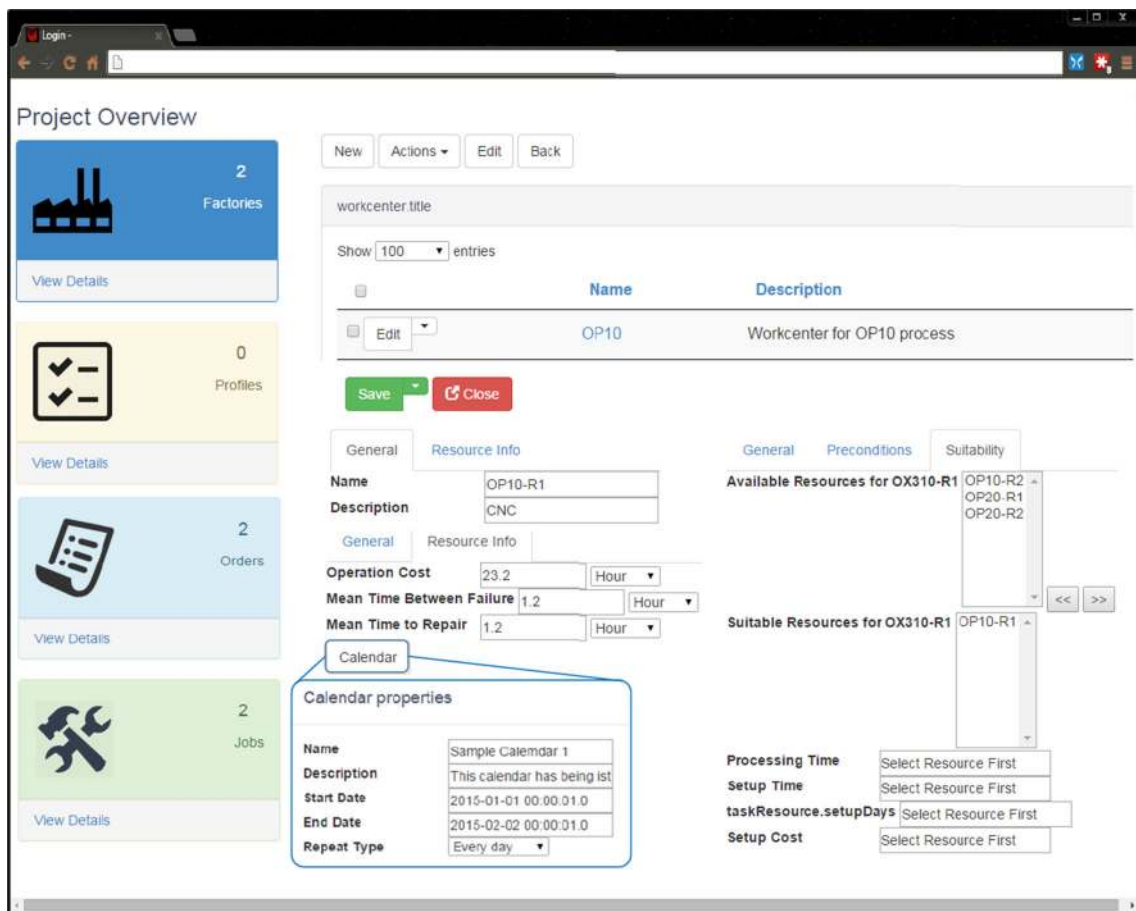 Login -
Project Overview
2
Factories
View Details
0
Profiles
View Details
2
Orders
View Details
2
Jobs
View Details
New Actions Edit Back
workcenter.title
Show 100 entries
Name Description
Edit OP10 Workcenter for OP10 process
Save Close
General Resource Info
Name OP10-R1
Description CNC
General Resource Info
Operation Cost 23.2 Hour
Mean Time Between Failure 1.2 Hour
Mean Time to Repair 1.2 Hour
Calendar
Calendar properties
Name Sample Calemdar 1
Description This calendar has being ist
Start Date 2015-01-01 00:00:01.0
End Date 2015-02-02 00:00:01.0
Repeat Type Every day
General Preconditions Suitability
Available Resources for OX310-R1 OP10-R2
OP20-R1
OP20-R2
<< >>
Suitable Resources for OX310-R1 OP10-R1
Processing Time Select Resource First
Setup Time Select Resource First
taskResource.setupDays Select Resource First
Setup Cost Select Resource First